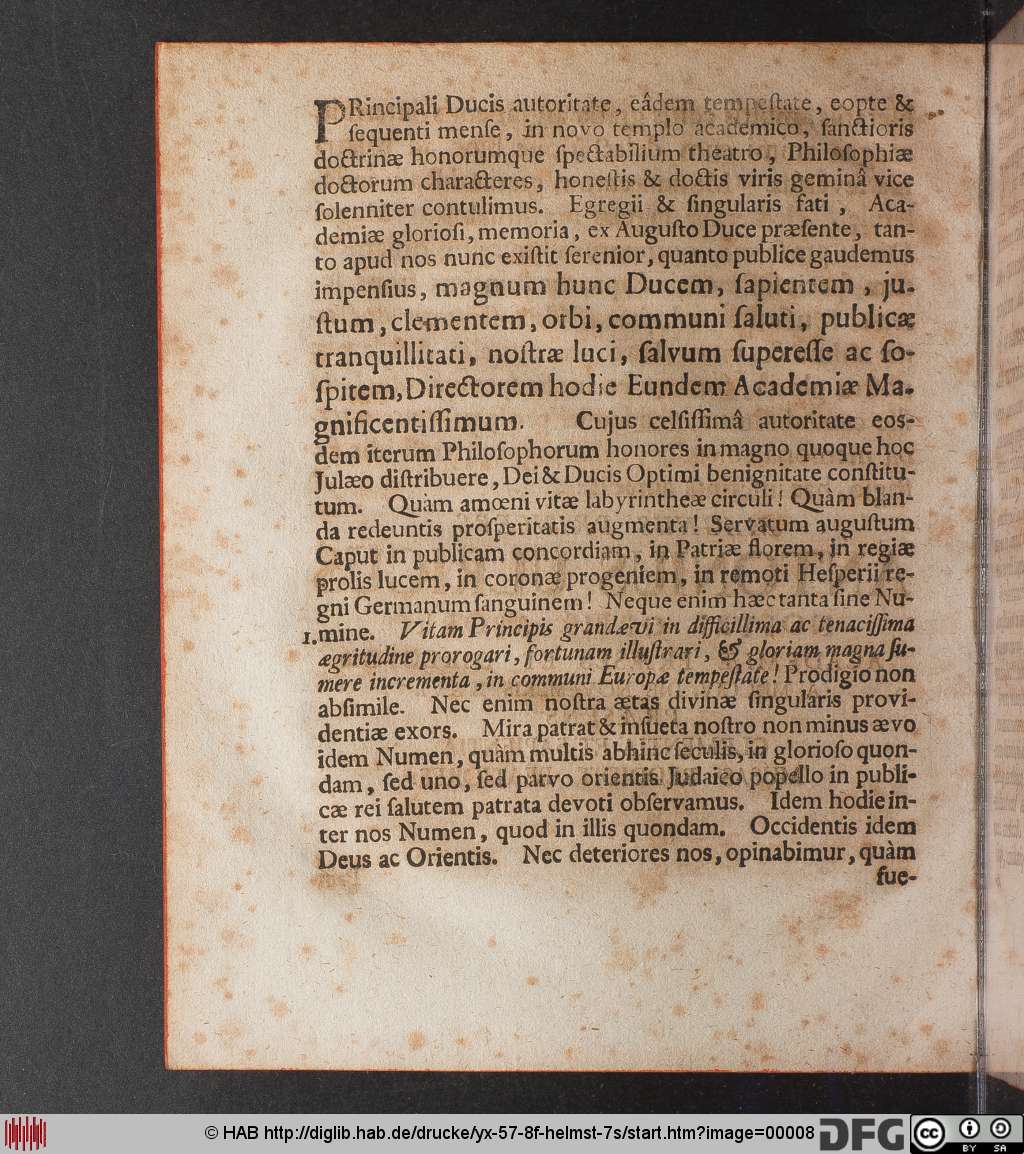 PRincipali Ducis autoritate, eâdem tempeſtate, eopte &
ſequenti menſe, in novo templo academico, ſanctioris
doctrinæ honorumque ſpectabilium theatro, Philoſophiæ
doctorum characteres, honeſtis & doctis viris geminâ vice
ſolenniter contulimus. Egregii & ſingularis fati, Aca-
demiæ glorioſi, memoria, ex Auguſto Duce præſente, tan-
to apud nos nunc exiſtit ſerenior, quanto publice gaudemus
impenſius, magnum hunc Ducem, ſapientem, ju-
ſtum, clementem, orbi, communi ſaluti, publicæ
tranquillitati, noſtræ luci, ſalvum ſupereſſe ac ſo-
ſpitem, Directorem hodie Eundem Academiæ Ma-
gnificentiſſimum. Cujus celſiſſimâ autoritate eos-
dem iterum Philoſophorum honores in magno quoque hoc
Julæo diſtribuere, Dei & Ducis Optimi benignitate conſtitu-
tum. Quàm amœni vitæ labyrintheæ circuli! Quàm blan-
da redeuntis proſperitatis augmenta! Servatum auguſtum
Caput in publicam concordiam, in Patriæ florem, in regiæ
prolis lucem, in coronæ progeniem, in remoti Heſperii re-
gni Germanum ſanguinem! Neque enim hæc tanta ſine Nu-
1. mine. Vitam Principis grandævi in difficillima ac tenaciſſima
ægritudine prorogari, fortunam illuſtrari, & gloriam magna ſu-
mere incrementa, in communi Europæ tempeſtate! Prodigio non
abſimile. Nec enim noſtra ætas divinæ ſingularis provi-
dentiæ exors. Mira patrat & inſueta noſtro non minus ævo
idem Numen, quàm multis abhinc ſeculis, in glorioſo quon-
dam, ſed uno, ſed parvo orientis Judaico popello in publi-
cæ rei ſalutem patrata devoti obſervamus. Idem hodie in-
ter nos Numen, quod in illis quondam. Occidentis idem
Deus ac Orientis. Nec deteriores nos, opinabimur, quàm
fue-
© HAB http://diglib.hab.de/drucke/yx-57-8f-helmst-7s/start.htm?image=00008 DFG cc BY SA